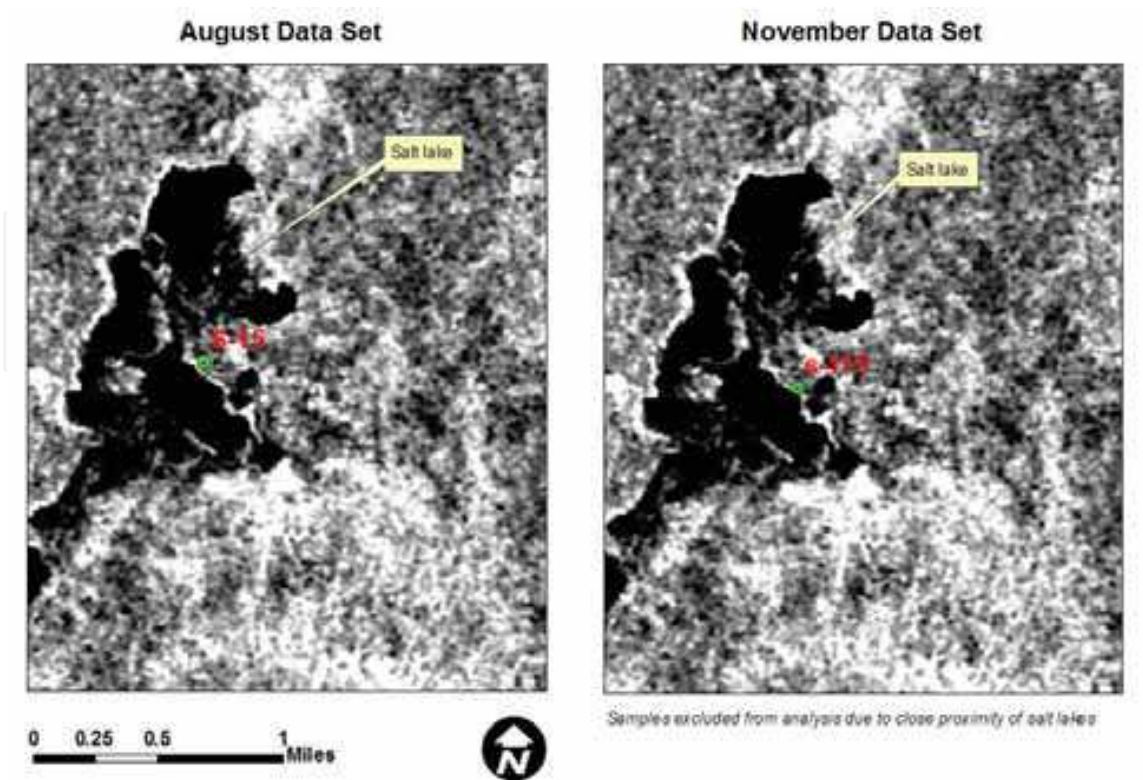 August Data Set
November Data Set
Salt lake
Salt lake
S-15
0 0.25 0.5 1
Miles
N
Samples excluded from analysis due to close proximity of salt lakes